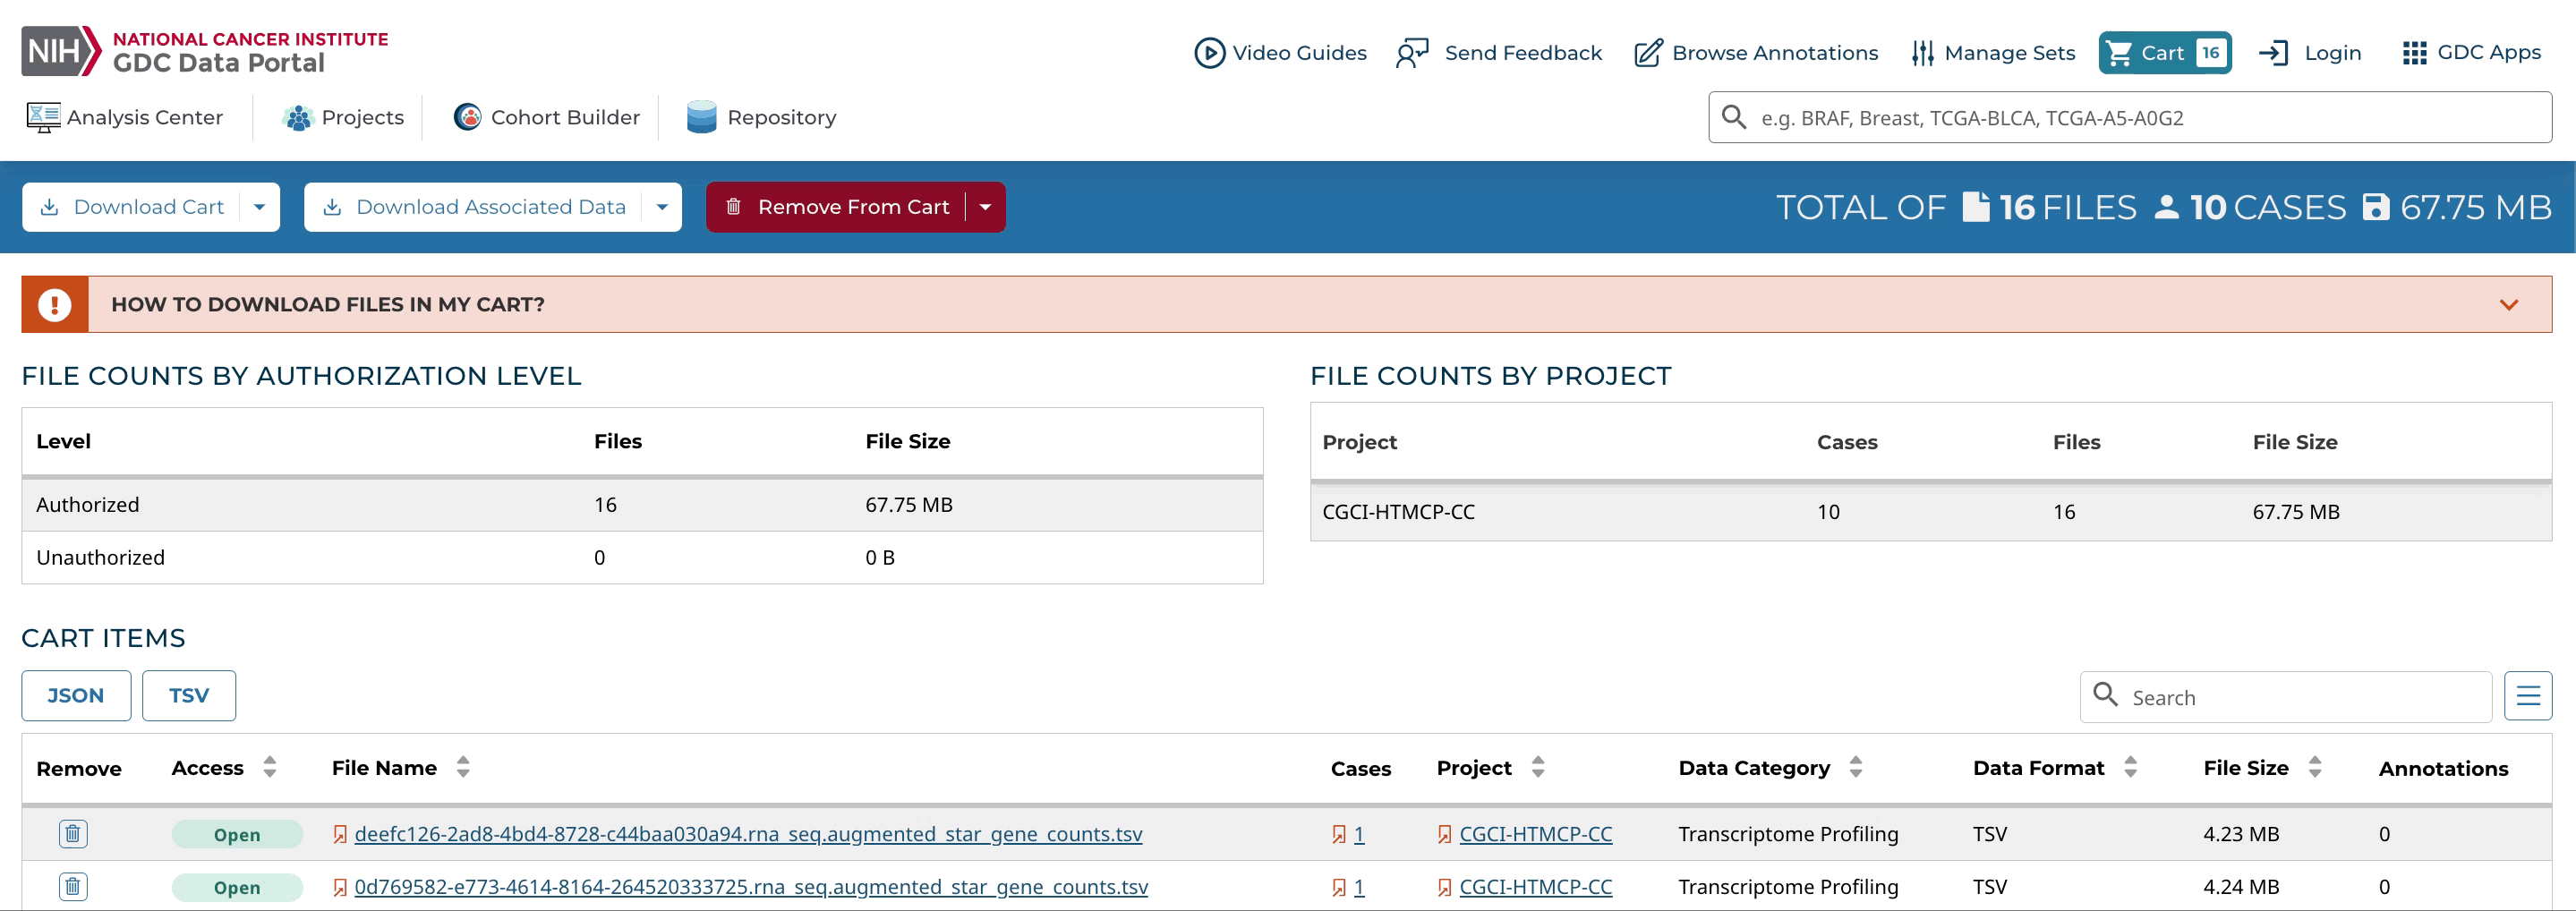 NIH NATIONAL CANCER INSTITUTE
GDC Data Portal
Video Guides Send Feedback Browse Annotations Manage Sets Cart 16 Login GDC Apps
Analysis Center Projects Cohort Builder Repository
e.g. BRAF, Breast, TCGA-BLCA, TCGA-A5-A0G2
Download Cart Download Associated Data Remove From Cart TOTAL OF 16 FILES 10 CASES 67.75 MB
HOW TO DOWNLOAD FILES IN MY CART?
FILE COUNTS BY AUTHORIZATION LEVEL
Level Files File Size
Authorized 16 67.75 MB
Unauthorized 0 0 B
FILE COUNTS BY PROJECT
Project Cases Files File Size
CGCI-HTMCP-CC 10 16 67.75 MB
CART ITEMS
JSON TSV Search
Remove Access File Name Cases Project Data Category Data Format File Size Annotations
Open deefc126-2ad8-4bd4-8728-c44baa030a94.rna_seq.augmented_star_gene_counts.tsv 1 CGCI-HTMCP-CC Transcriptome Profiling TSV 4.23 MB 0
Open 0d769582-e773-4614-8164-264520333725.rna_seq.augmented_star_gene_counts.tsv 1 CGCI-HTMCP-CC Transcriptome Profiling TSV 4.24 MB 0